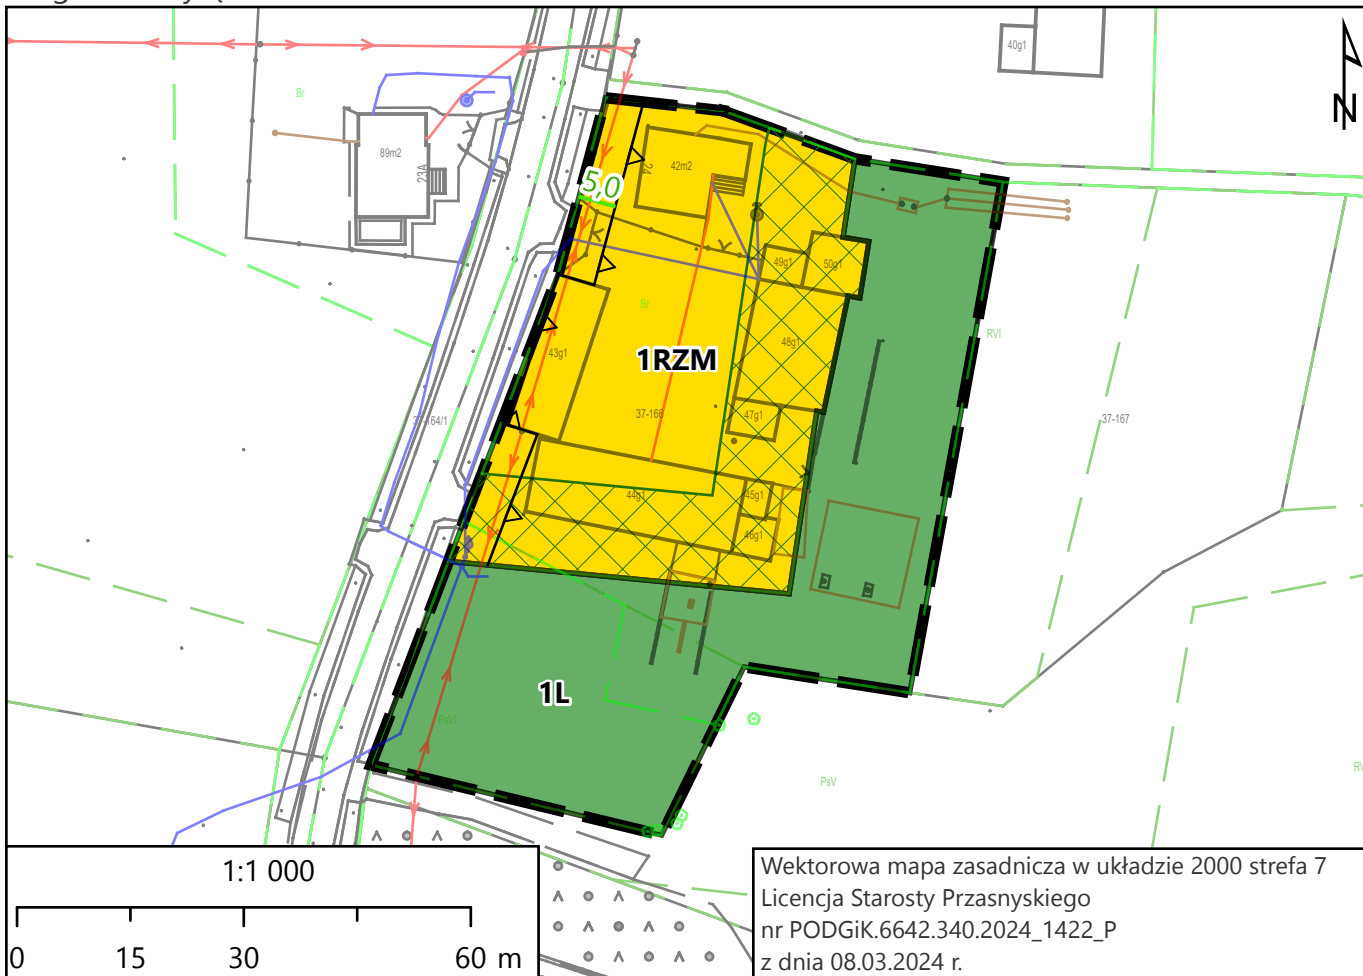 40g1
N
Br
89m2
23A
42m2
24
5,0
49g1
50g1
Br
RVI
48g1
43g1
1RZM
37-166
47g1
37-164/1
37-167
44g1
45g1
46g1
1L
PsVI
PsV
1:1 000
0 15 30 60 m
Wektorowa mapa zasadnicza w układzie 2000 strefa 7
Licencja Starosty Przasnyskiego
nr PODGiK.6642.340.2024_1422_P
z dnia 08.03.2024 r.